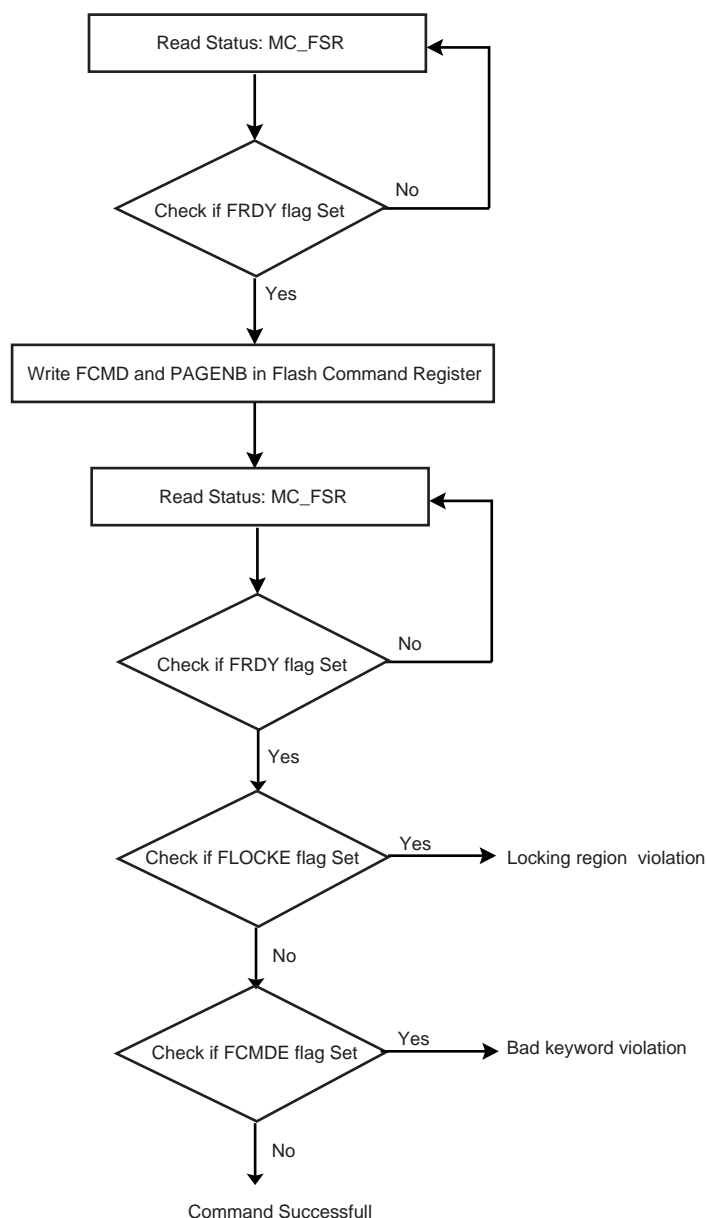 Read Status: MC_FSR
No
Check if FRDY flag Set
Yes
Write FCMD and PAGENB in Flash Command Register
Read Status: MC_FSR
No
Check if FRDY flag Set
Yes
Check if FLOCKE flag Set
Yes
Locking region violation
No
Check if FCMDE flag Set
Yes
Bad keyword violation
No
Command Successfull